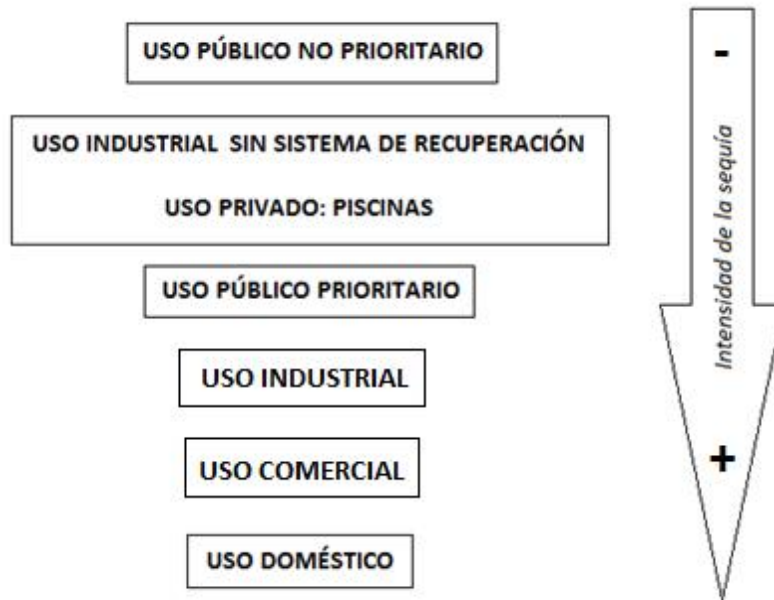 USO PÚBLICO NO PRIORITARIO
-
USO INDUSTRIAL SIN SISTEMA DE RECUPERACIÓN
USO PRIVADO: PISCINAS
USO PÚBLICO PRIORITARIO
USO INDUSTRIAL
USO COMERCIAL
USO DOMÉSTICO
Intensidad de la sequía
+